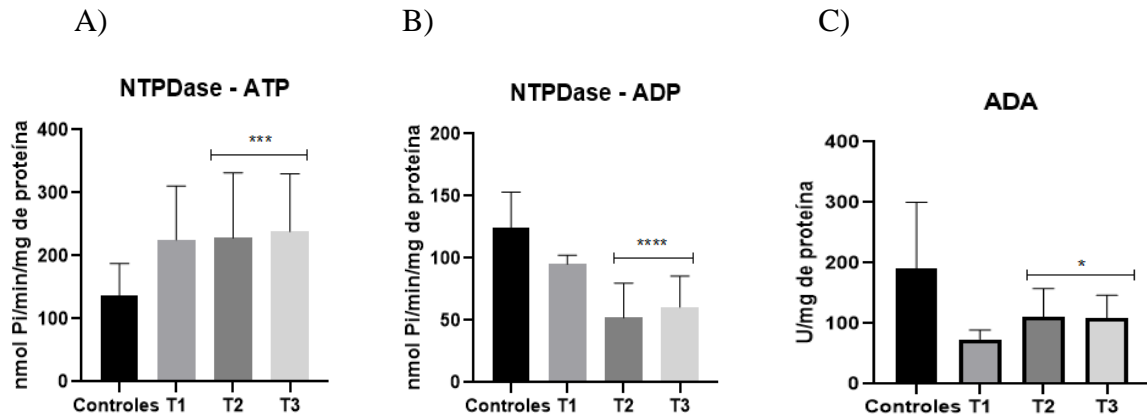 A)
B)
C)
NTPDase - ATP
nmol Pi/min/mg de proteína
400
300
200
100
0
***
Controles T1 T2 T3
NTPDase - ADP
nmol Pi/min/mg de proteína
200
150
100
50
0
****
Controles T1 T2 T3
ADA
U/mg de proteína
400
300
200
100
0
*
Controles T1 T2 T3